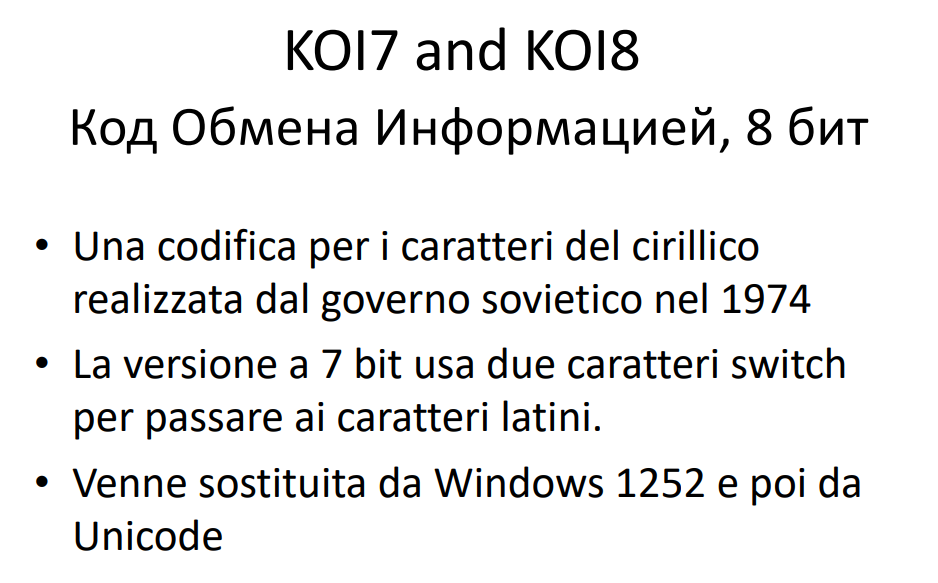 KOI7 and KOI8
Код Обмена Информацией, 8 бит
• Una codifica per i caratteri del cirillico
realizzata dal governo sovietico nel 1974
• La versione a 7 bit usa due caratteri switch
per passare ai caratteri latini.
• Venne sostituita da Windows 1252 e poi da
Unicode